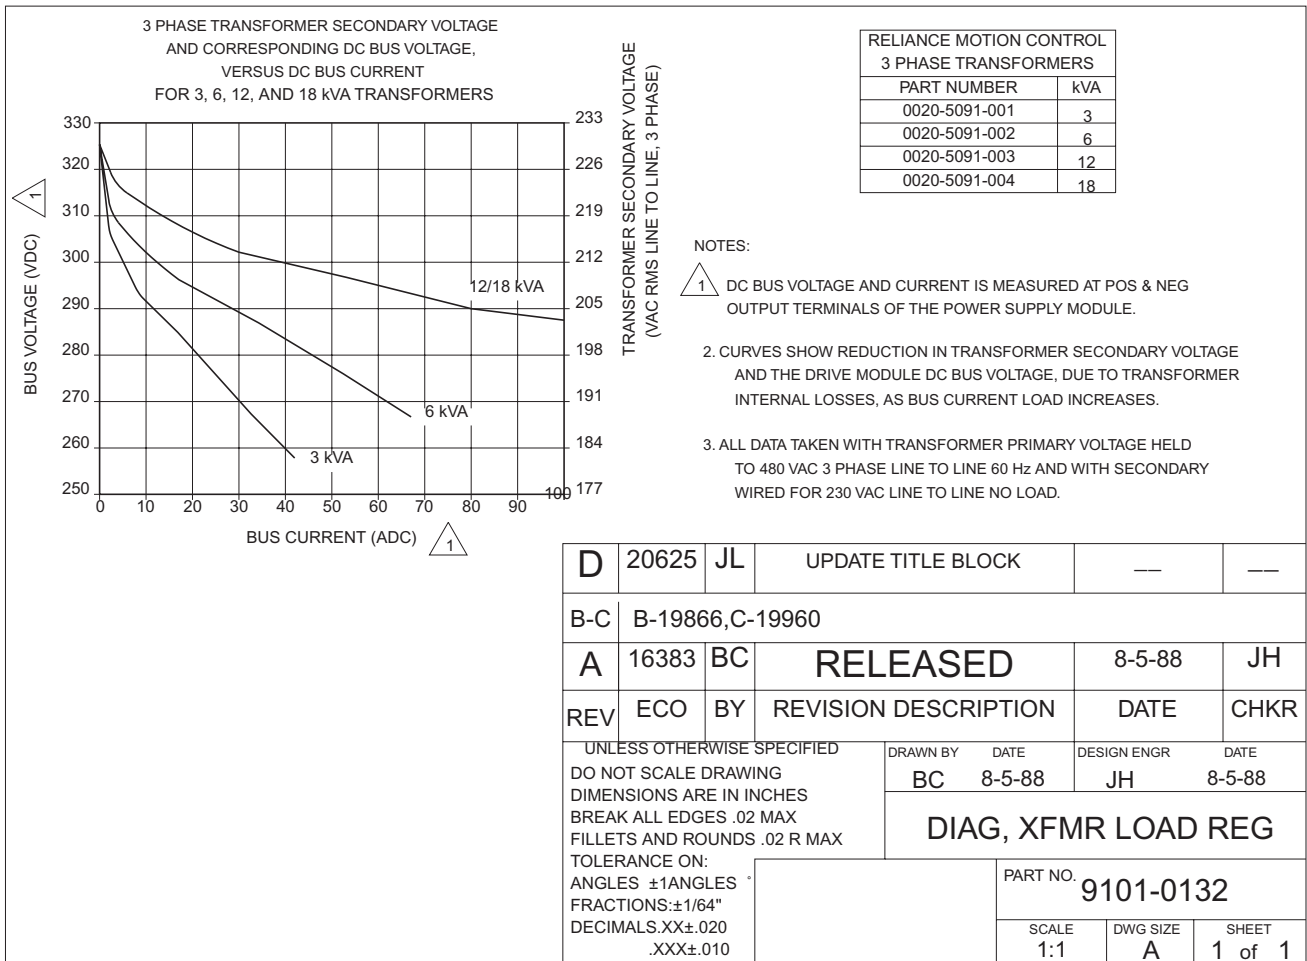 3 PHASE TRANSFORMER SECONDARY VOLTAGE
AND CORRESPONDING DC BUS VOLTAGE,
VERSUS DC BUS CURRENT
FOR 3, 6, 12, AND 18 kVA TRANSFORMERS
330
320
310
300
290
280
270
260
250
BUS VOLTAGE (VDC)
1
233
226
219
212
205
198
191
184
177
TRANSFORMER SECONDARY VOLTAGE
(VAC RMS LINE TO LINE, 3 PHASE)
12/18 kVA
6 kVA
3 kVA
0 10 20 30 40 50 60 70 80 90 100
BUS CURRENT (ADC)
1
RELIANCE MOTION CONTROL
3 PHASE TRANSFORMERS
PART NUMBER kVA
0020-5091-001 3
0020-5091-002 6
0020-5091-003 12
0020-5091-004 18
NOTES:
1 DC BUS VOLTAGE AND CURRENT IS MEASURED AT POS & NEG
OUTPUT TERMINALS OF THE POWER SUPPLY MODULE.
2. CURVES SHOW REDUCTION IN TRANSFORMER SECONDARY VOLTAGE
AND THE DRIVE MODULE DC BUS VOLTAGE, DUE TO TRANSFORMER
INTERNAL LOSSES, AS BUS CURRENT LOAD INCREASES.
3. ALL DATA TAKEN WITH TRANSFORMER PRIMARY VOLTAGE HELD
TO 480 VAC 3 PHASE LINE TO LINE 60 Hz AND WITH SECONDARY
WIRED FOR 230 VAC LINE TO LINE NO LOAD.
D 20625 JL UPDATE TITLE BLOCK –– ––
B-C B-19866,C-19960
A 16383 BC RELEASED 8-5-88 JH
REV ECO BY REVISION DESCRIPTION DATE CHKR
UNLESS OTHERWISE SPECIFIED
DO NOT SCALE DRAWING
DIMENSIONS ARE IN INCHES
BREAK ALL EDGES .02 MAX
FILLETS AND ROUNDS .02 R MAX
TOLERANCE ON:
ANGLES ±1ANGLES °
FRACTIONS:±1/64"
DECIMALS.XX±.020
.XXX±.010
DRAWN BY DATE
BC 8-5-88
DESIGN ENGR DATE
JH 8-5-88
DIAG, XFMR LOAD REG
PART NO. 9101-0132
SCALE
1:1
DWG SIZE
A
SHEET
1 of 1